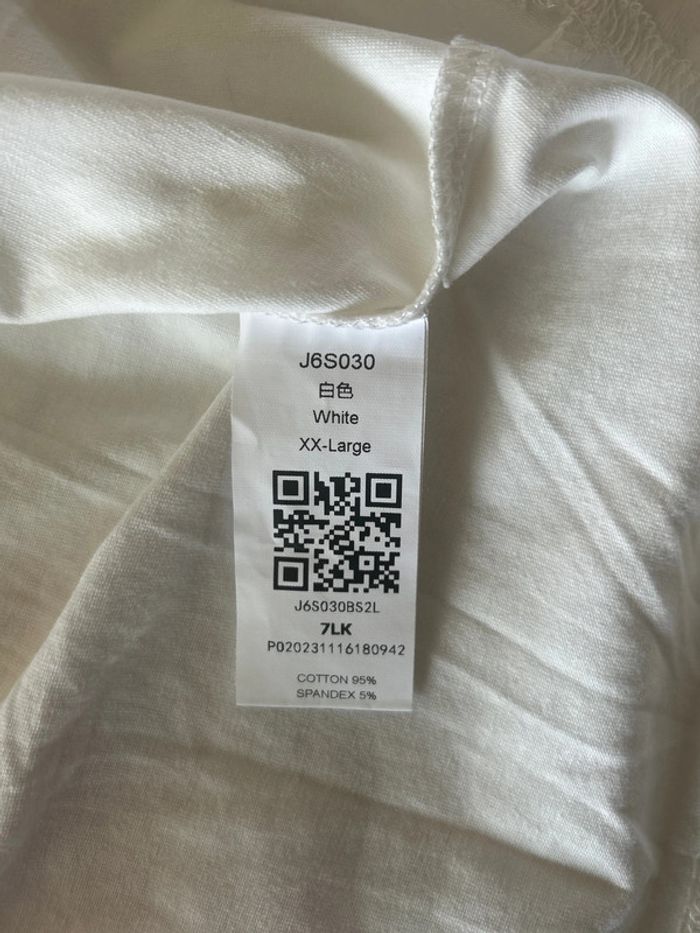 J6S030
白色
White
XX-Large
J6S030BS2L
7LK
P020231116180942
COTTON 95%
SPANDEX 5%